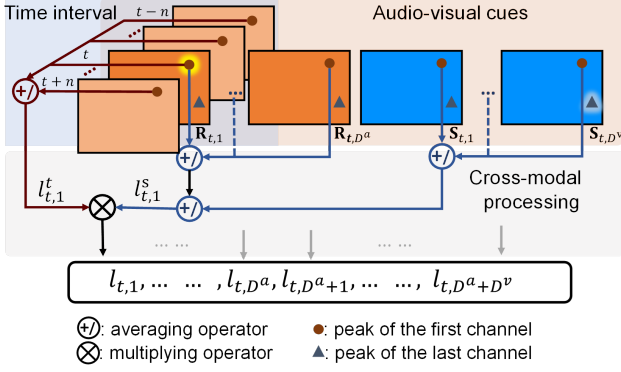 Time interval
Audio-visual cues
t − n
t
t + n
+/
... ...
R_{t,1}
R_{t,D^a}
S_{t,1}
S_{t,D^v}
+/
+/
Cross-modal
processing
l^t_{t,1}
l^s_{t,1}
+/
... ... ... ...
l_{t,1}, ... ... , l_{t,D^a}, l_{t,D^a+1}, ... ..., l_{t,D^a+D^v}
+/: averaging operator : peak of the first channel
: multiplying operator : peak of the last channel